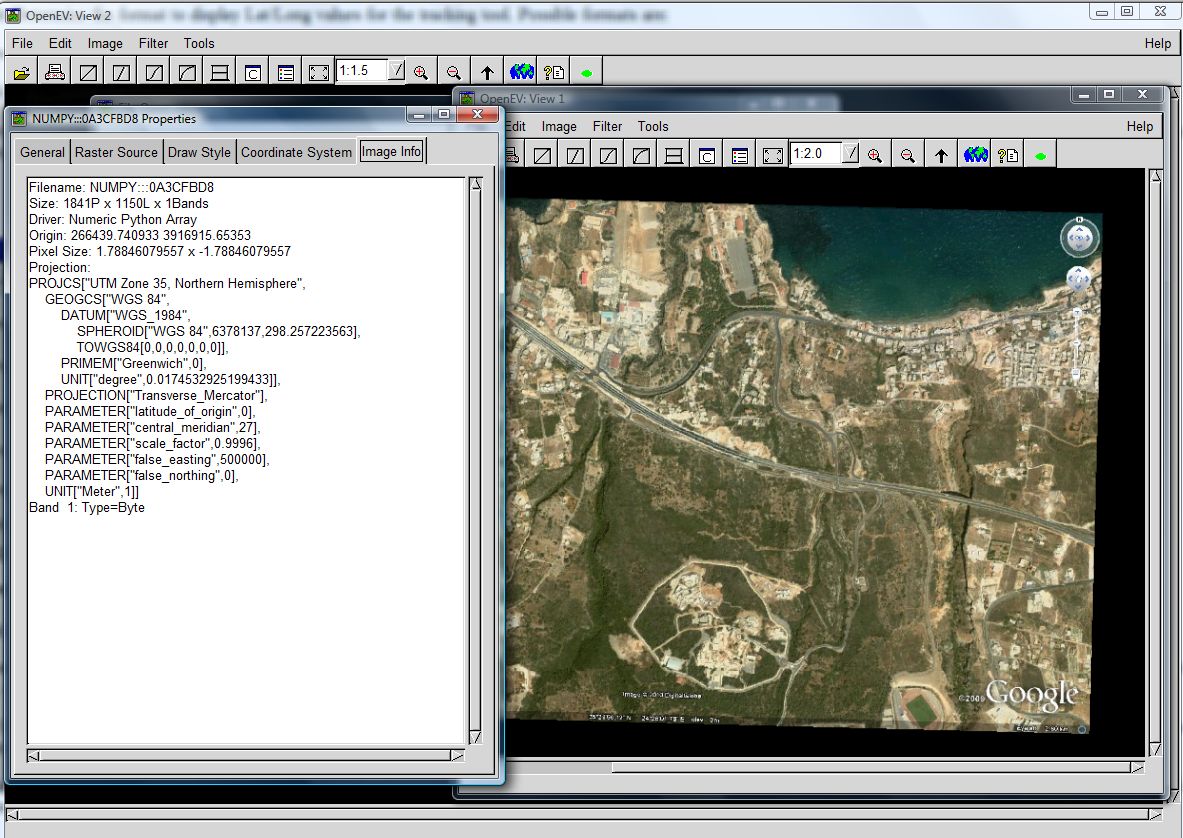 OpenEV: View 2
format to display Lat/Long values for the tracking tool. Possible formats are:
File Edit Image Filter Tools Help
1:1.5
OpenEV: View 1
Edit Image Filter Tools Help
1:2.0
NUMPY:::0A3CFBD8 Properties
General Raster Source Draw Style Coordinate System Image Info
Filename: NUMPY:::0A3CFBD8
Size: 1841P x 1150L x 1Bands
Driver: Numeric Python Array
Origin: 266439.740933 3916915.65353
Pixel Size: 1.78846079557 x -1.78846079557
Projection:
PROJCS["UTM Zone 35, Northern Hemisphere",
GEOGCS["WGS 84",
DATUM["WGS_1984",
SPHEROID["WGS 84",6378137,298.257223563],
TOWGS84[0,0,0,0,0,0,0]],
PRIMEM["Greenwich",0],
UNIT["degree",0.0174532925199433]],
PROJECTION["Transverse_Mercator"],
PARAMETER["latitude_of_origin",0],
PARAMETER["central_meridian",27],
PARAMETER["scale_factor",0.9996],
PARAMETER["false_easting",500000],
PARAMETER["false_northing",0],
UNIT["Meter",1]]
Band 1: Type=Byte
N
©2009 Google